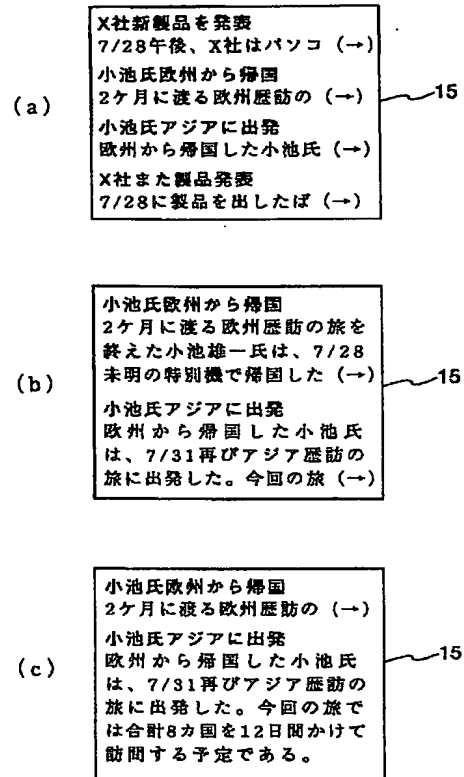 (a)
X社新製品を発表
7/28午後、X社はパソコ (→)
小池氏欧州から帰国
2ケ月に渡る欧州歴訪の (→)
小池氏アジアに出発
欧州から帰国した小池氏 (→)
X社また製品発表
7/28に製品を出したば (→)
15
(b)
小池氏欧州から帰国
2ケ月に渡る欧州歴訪の旅を
終えた小池雄一氏は、7/28
未明の特別機で帰国した (→)
小池氏アジアに出発
欧州から帰国した小池氏
は、7/31再びアジア歴訪の
旅に出発した。今回の旅 (→)
15
(c)
小池氏欧州から帰国
2ケ月に渡る欧州歴訪の (→)
小池氏アジアに出発
欧州から帰国した小池氏
は、7/31再びアジア歴訪の
旅に出発した。今回の旅で
は合計8カ国を12日間かけて
訪問する予定である。
15